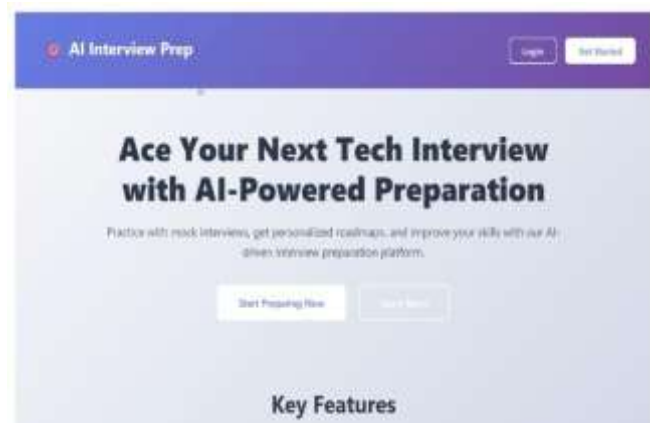 AI Interview Prep
Login
Get Started
Ace Your Next Tech Interview
with AI-Powered Preparation
Practice with mock interviews, get personalized roadmaps, and improve your skills with our AI-
driven interview preparation platform.
Start Preparing Now
Key Features